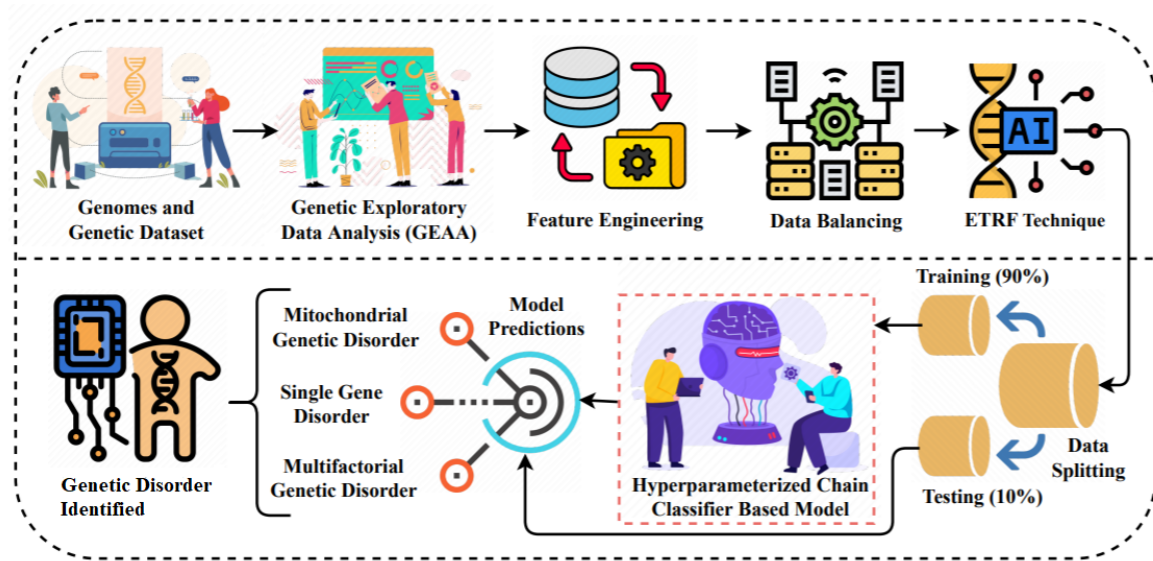 Genomes and
Genetic Dataset
Genetic Exploratory
Data Analysis (GEAA)
Feature Engineering
Data Balancing
AI
ETRF Technique
Genetic Disorder
Identified
Mitochondrial
Genetic Disorder
Single Gene
Disorder
Multifactorial
Genetic Disorder
Model
Predictions
Hyperparameterized Chain
Classifier Based Model
Training (90%)
Testing (10%)
Data
Splitting